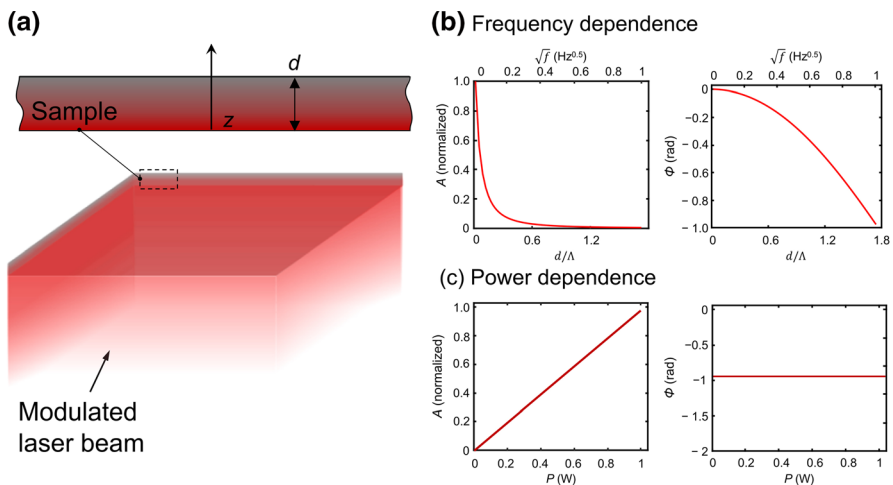 (a)
d
Sample
z
Modulated
laser beam
(b) Frequency dependence
√f (Hz^0.5)
0 0.2 0.4 0.6 0.8 1
A (normalized)
1.0
0.8
0.6
0.4
0.2
0
0 0.6 1.2
d/Λ
√f (Hz^0.5)
0 0.2 0.4 0.6 0.8 1
Φ (rad)
0
− 0.2
− 0.4
− 0.6
− 0.8
− 1.0
0 0.6 1.2 1.8
d/Λ
(c) Power dependence
A (normalized)
1.0
0.8
0.6
0.4
0.2
0
0.2 0.4 0.6 0.8 1
P (W)
Φ (rad)
0
− 0.5
− 1
− 1.5
− 2
0 0.2 0.4 0.6 0.8 1
P (W)